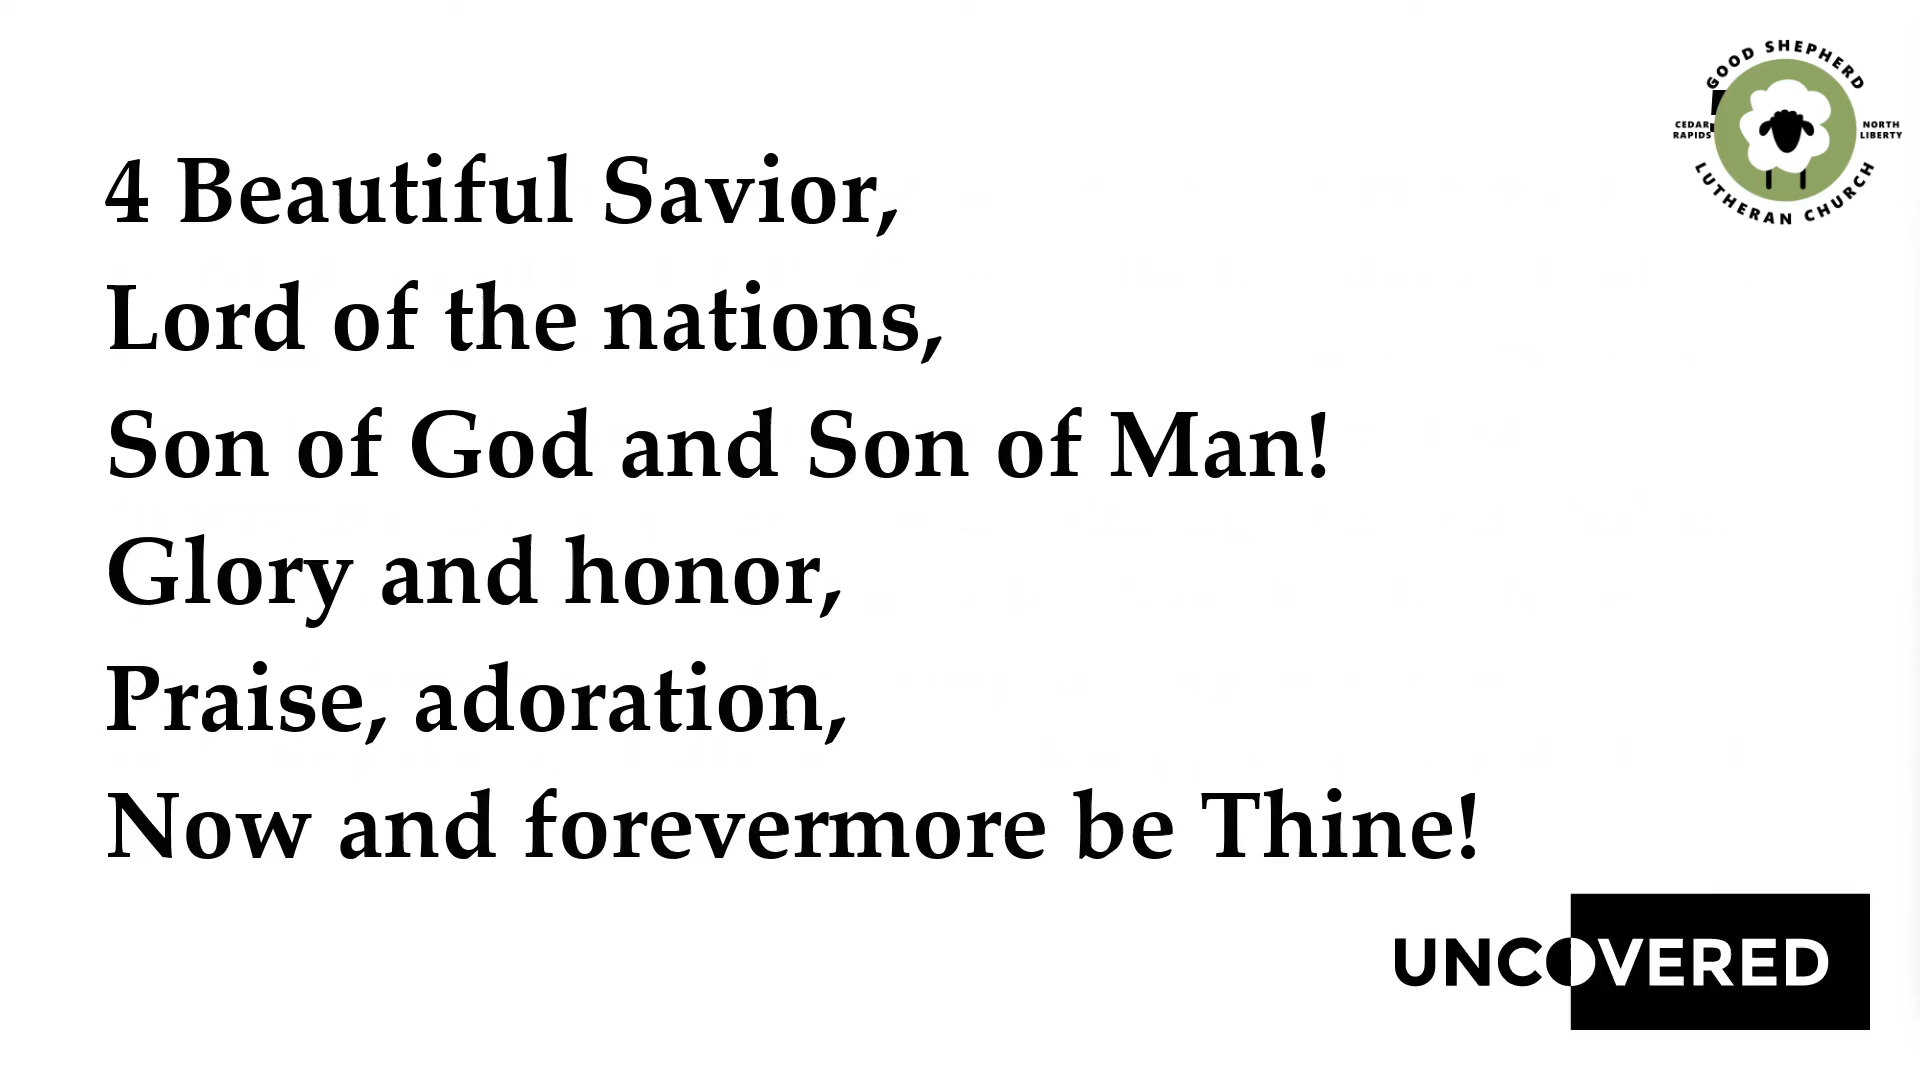 GOOD SHEPHERD
CEDAR RAPIDS
NORTH LIBERTY
LUTHERAN CHURCH
4 Beautiful Savior,
Lord of the nations,
Son of God and Son of Man!
Glory and honor,
Praise, adoration,
Now and forevermore be Thine!
UNCOVERED